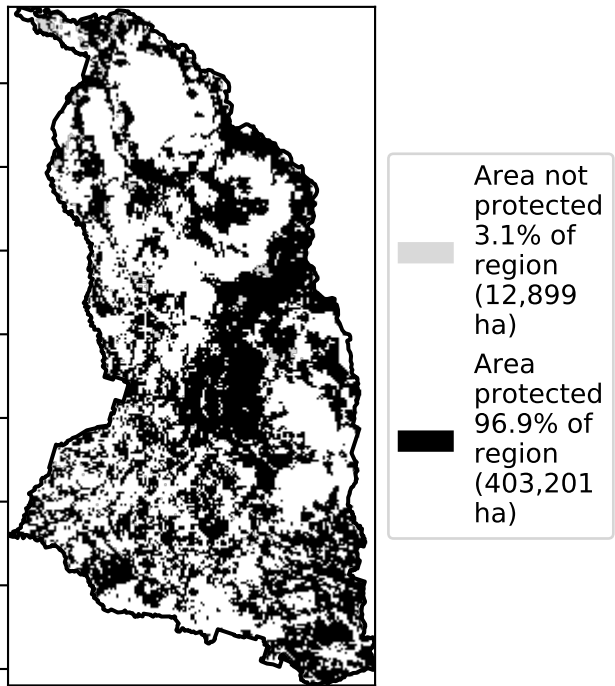 Area not
protected
3.1% of
region
(12,899
ha)
Area
protected
96.9% of
region
(403,201
ha)